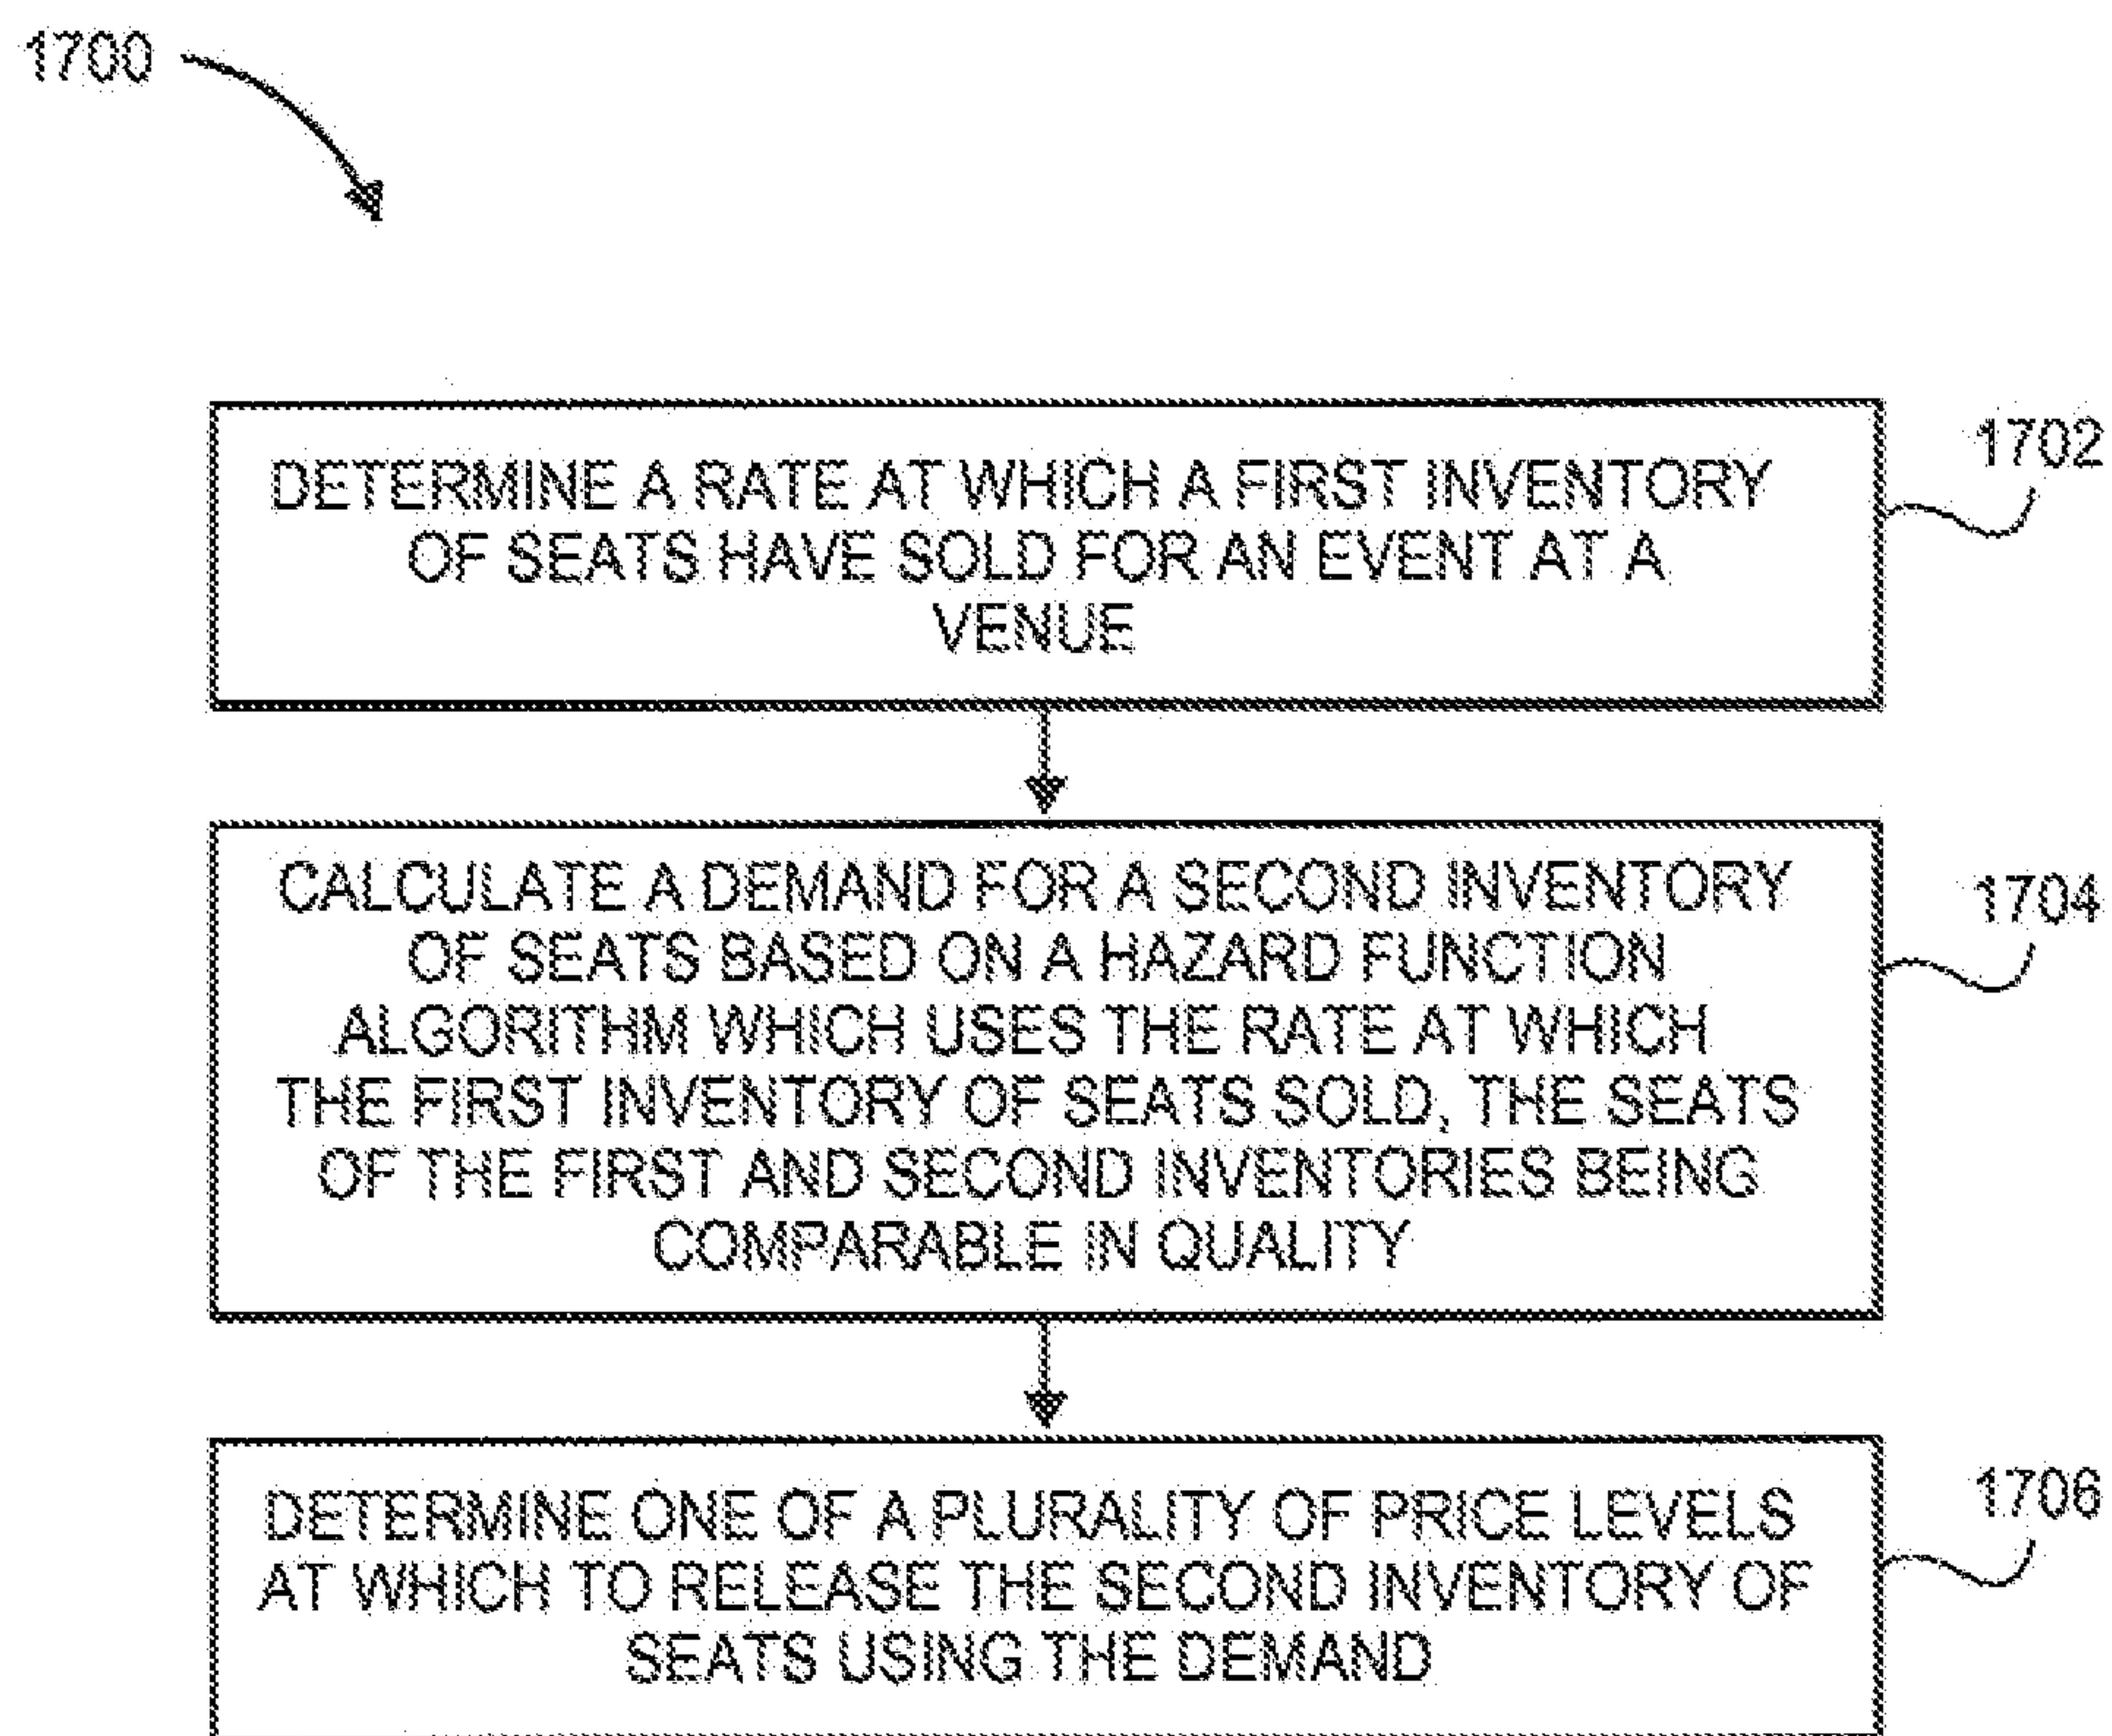 1700
DETERMINE A RATE AT WHICH A FIRST INVENTORY
OF SEATS HAVE SOLD FOR AN EVENT AT A
VENUE
1702
CALCULATE A DEMAND FOR A SECOND INVENTORY
OF SEATS BASED ON A HAZARD FUNCTION
ALGORITHM WHICH USES THE RATE AT WHICH
THE FIRST INVENTORY OF SEATS SOLD, THE SEATS
OF THE FIRST AND SECOND INVENTORIES BEING
COMPARABLE IN QUALITY
1704
DETERMINE ONE OF A PLURALITY OF PRICE LEVELS
AT WHICH TO RELEASE THE SECOND INVENTORY OF
SEATS USING THE DEMAND
1706